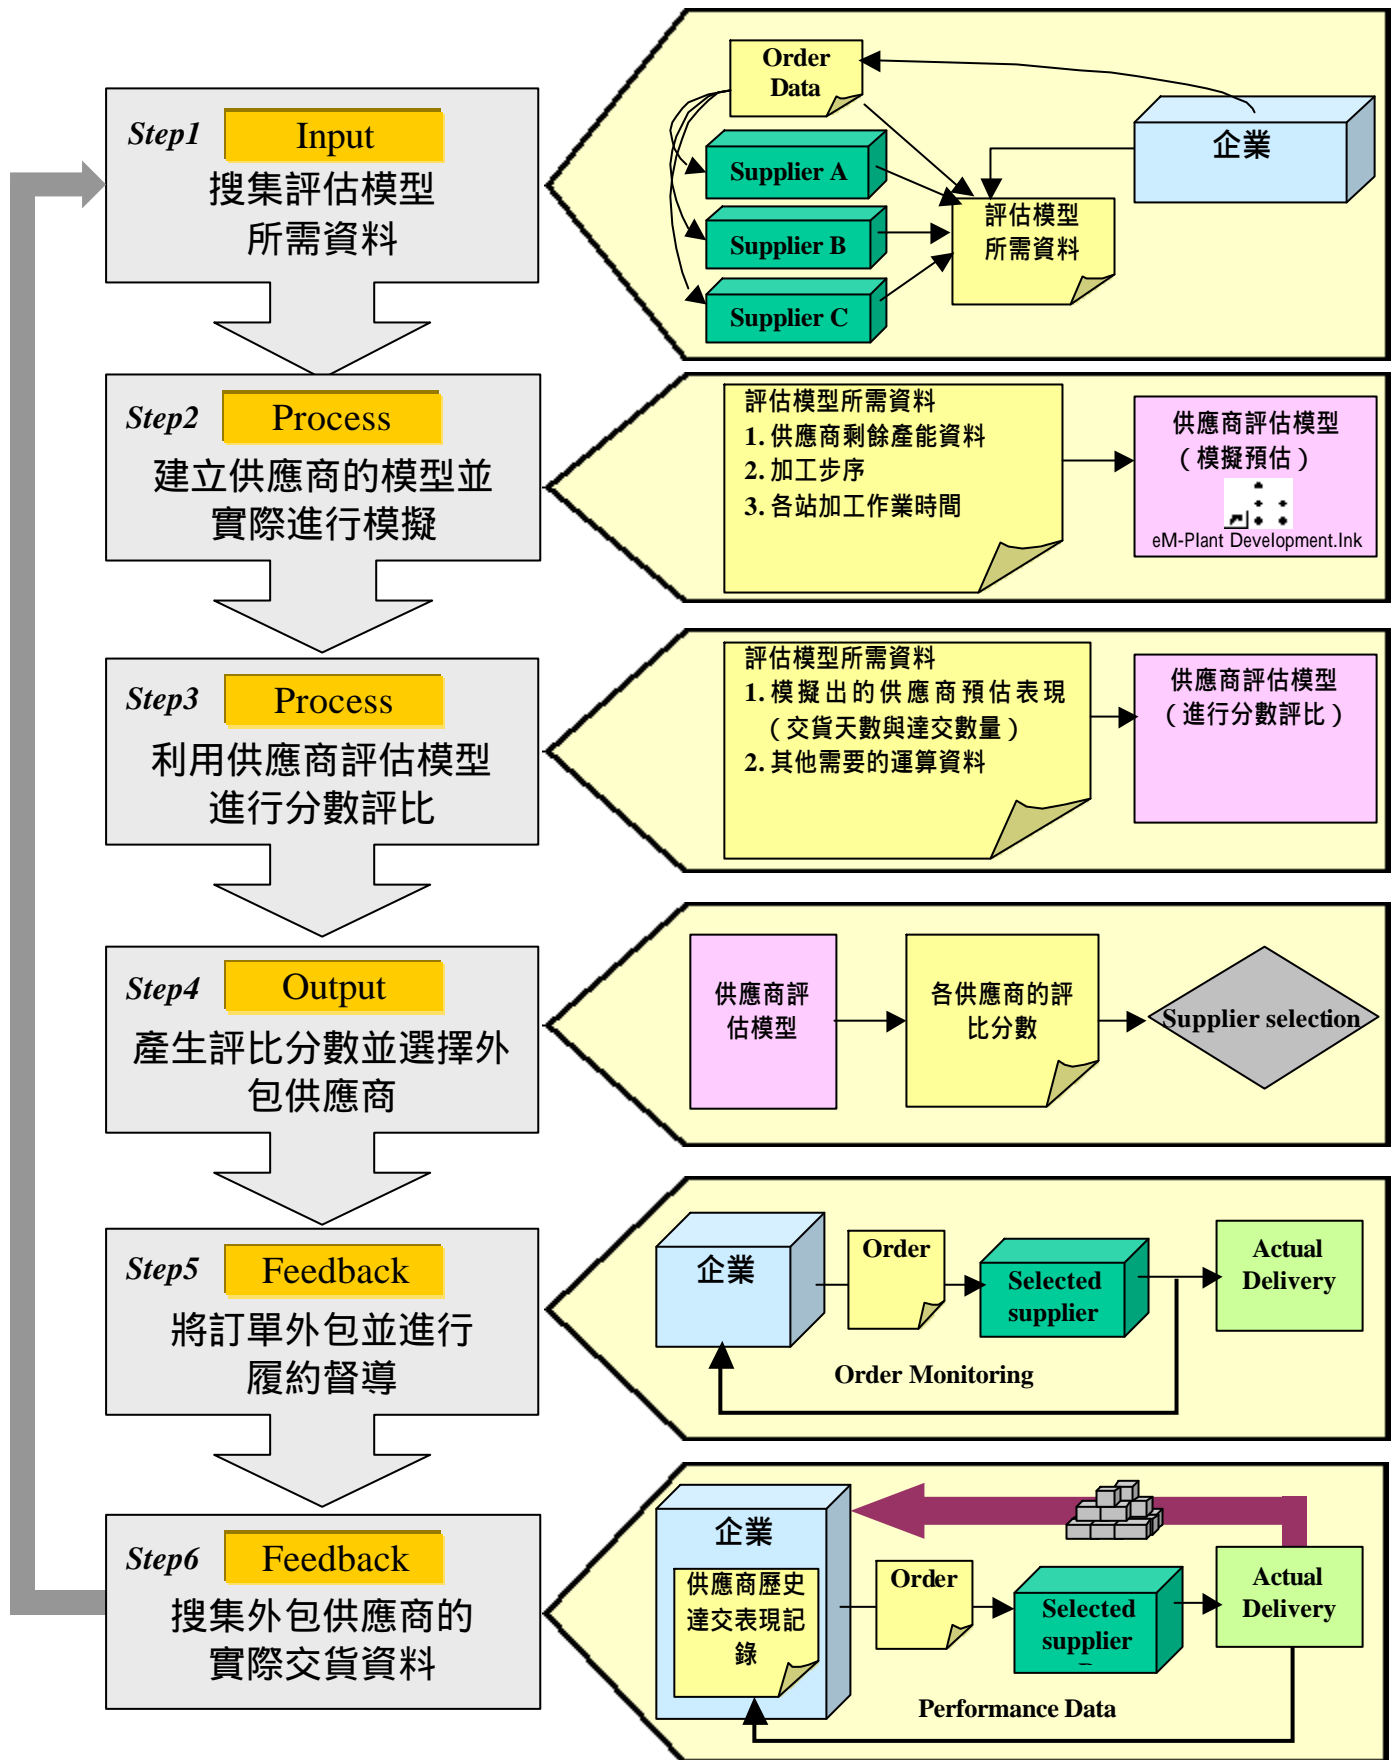 Step1
Input
搜集評估模型
所需資料
Order
Data
企業
Supplier A
Supplier B
Supplier C
評估模型
所需資料
Step2
Process
建立供應商的模型並
實際進行模擬
評估模型所需資料
1. 供應商剩餘產能資料
2. 加工步序
3. 各站加工作業時間
供應商評估模型
（模擬預估）
eM-Plant Development.lnk
Step3
Process
利用供應商評估模型
進行分數評比
評估模型所需資料
1. 模擬出的供應商預估表現
（交貨天數與達交數量）
2. 其他需要的運算資料
供應商評估模型
（進行分數評比）
Step4
Output
產生評比分數並選擇外
包供應商
供應商評
估模型
各供應商的評
比分數
Supplier selection
Step5
Feedback
將訂單外包並進行
履約督導
企業
Order
Selected
supplier
Actual
Delivery
Order Monitoring
Step6
Feedback
搜集外包供應商的
實際交貨資料
企業
供應商歷史
達交表現記
錄
Order
Selected
supplier
Actual
Delivery
Performance Data